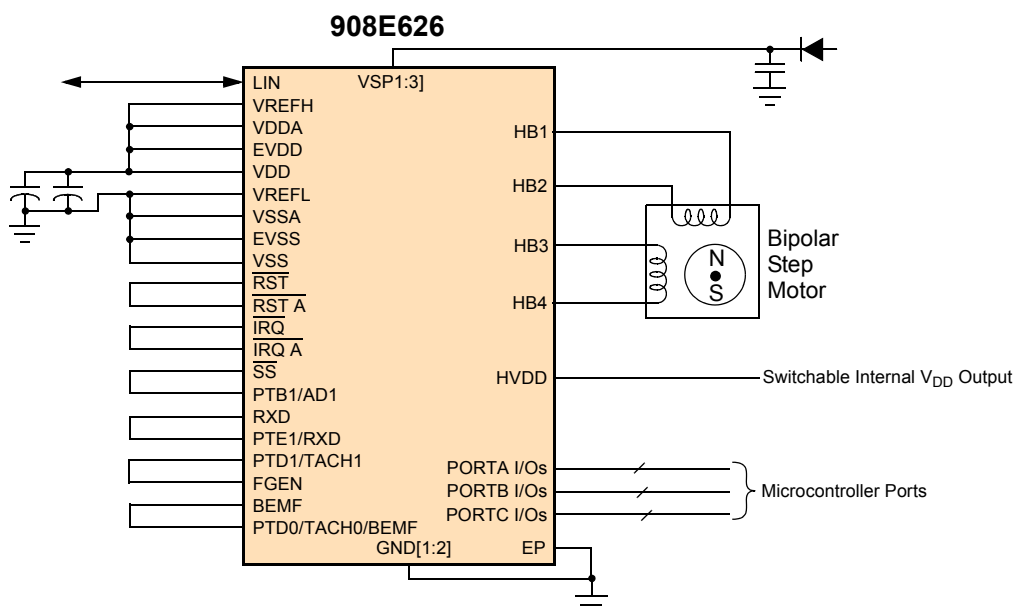 908E626
VSP1:3]
LIN
VREFH
VDDA
EVDD
VDD
VREFL
VSSA
EVSS
VSS
RST
RST A
IRQ
IRQ A
SS
PTB1/AD1
RXD
PTE1/RXD
PTD1/TACH1
FGEN
BEMF
PTD0/TACH0/BEMF
GND[1:2]
EP
HB1
HB2
HB3
HB4
N
S
Bipolar
Step
Motor
HVDD
Switchable Internal VDD Output
PORTA I/Os
PORTB I/Os
PORTC I/Os
Microcontroller Ports